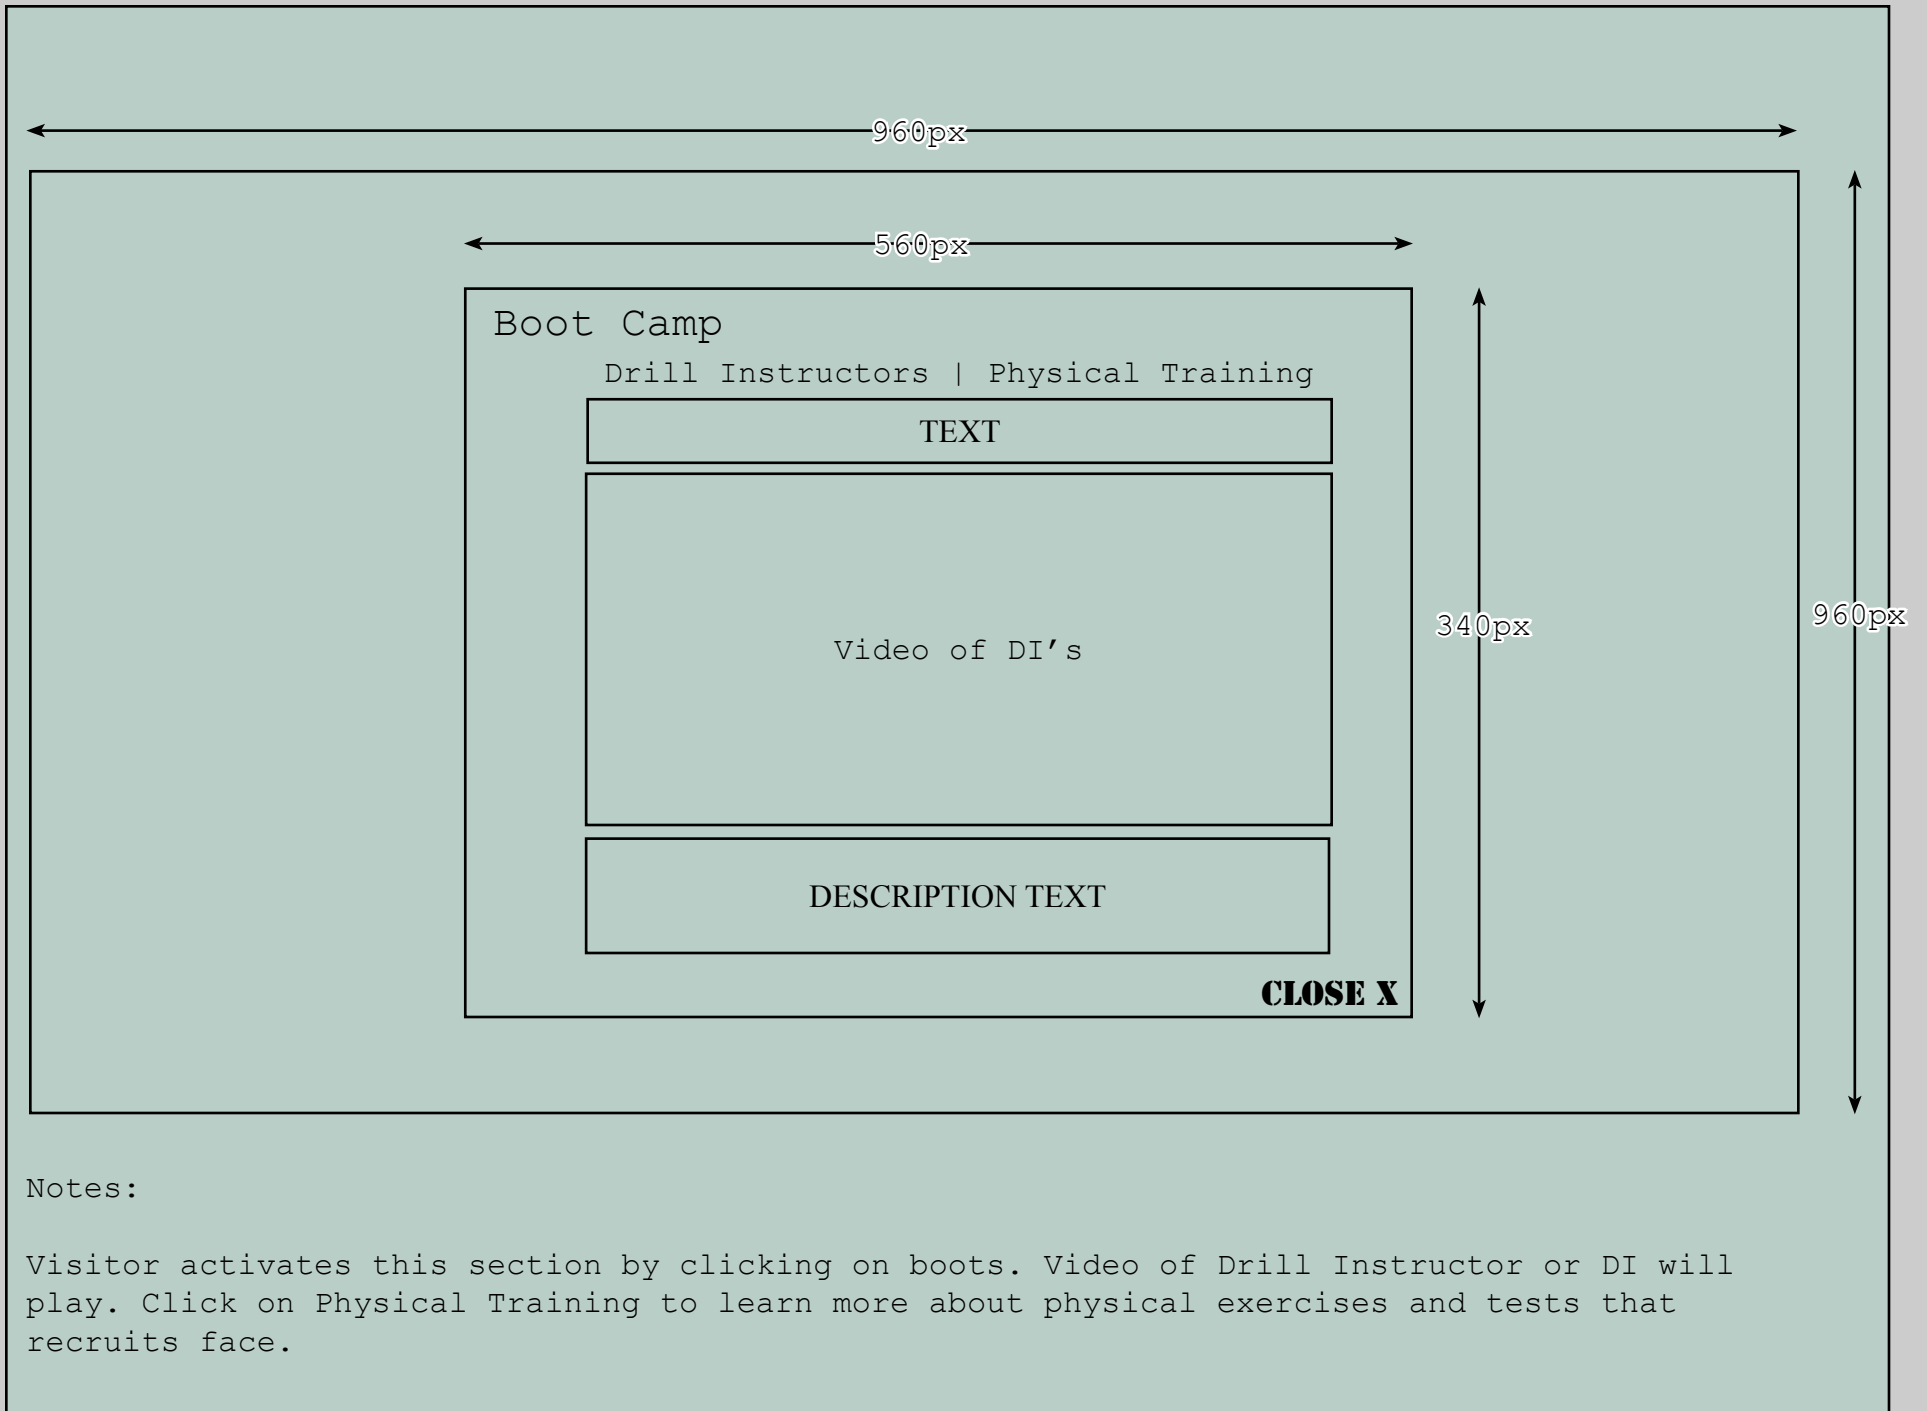 960px
560px
Boot Camp
Drill Instructors | Physical Training
TEXT
Video of DI’s
340px
960px
DESCRIPTION TEXT
CLOSE X
Notes:
Visitor activates this section by clicking on boots. Video of Drill Instructor or DI will
play. Click on Physical Training to learn more about physical exercises and tests that
recruits face.